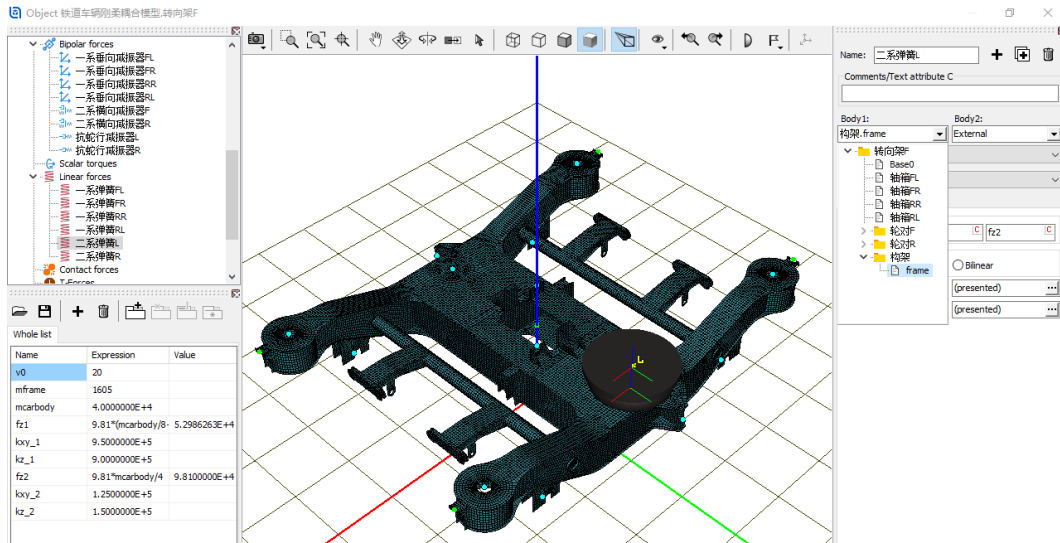 Object 铁道车辆刚柔耦合模型.转向架F
Bipolar forces
一系垂向减振器FL
一系垂向减振器FR
一系垂向减振器RR
一系垂向减振器RL
二系横向减振器F
二系横向减振器R
抗蛇行减振器L
抗蛇行减振器R
Scalar torques
Linear forces
一系弹簧FL
一系弹簧FR
一系弹簧RR
一系弹簧RL
二系弹簧L
二系弹簧R
Contact forces
T-Forces
Whole list
Name Expression Value
v0 20
mframe 1605
mcarbody 4.0000000E+4
fz1 9.81*(mcarbody/8- 5.2986263E+4
kxy_1 9.5000000E+5
kz_1 9.0000000E+5
fz2 9.81*mcarbody/4 9.8100000E+4
kxy_2 1.2500000E+5
kz_2 1.5000000E+5
L
Name: 二系弹簧L
Comments/Text attribute C
Body1: Body2:
构架.frame External
转向架F
Base0
轴箱FL
轴箱FR
轴箱RR
轴箱RL
轮对F
C fz2 C
轮对R
构架
Bilinear
frame
(presented)
(presented)